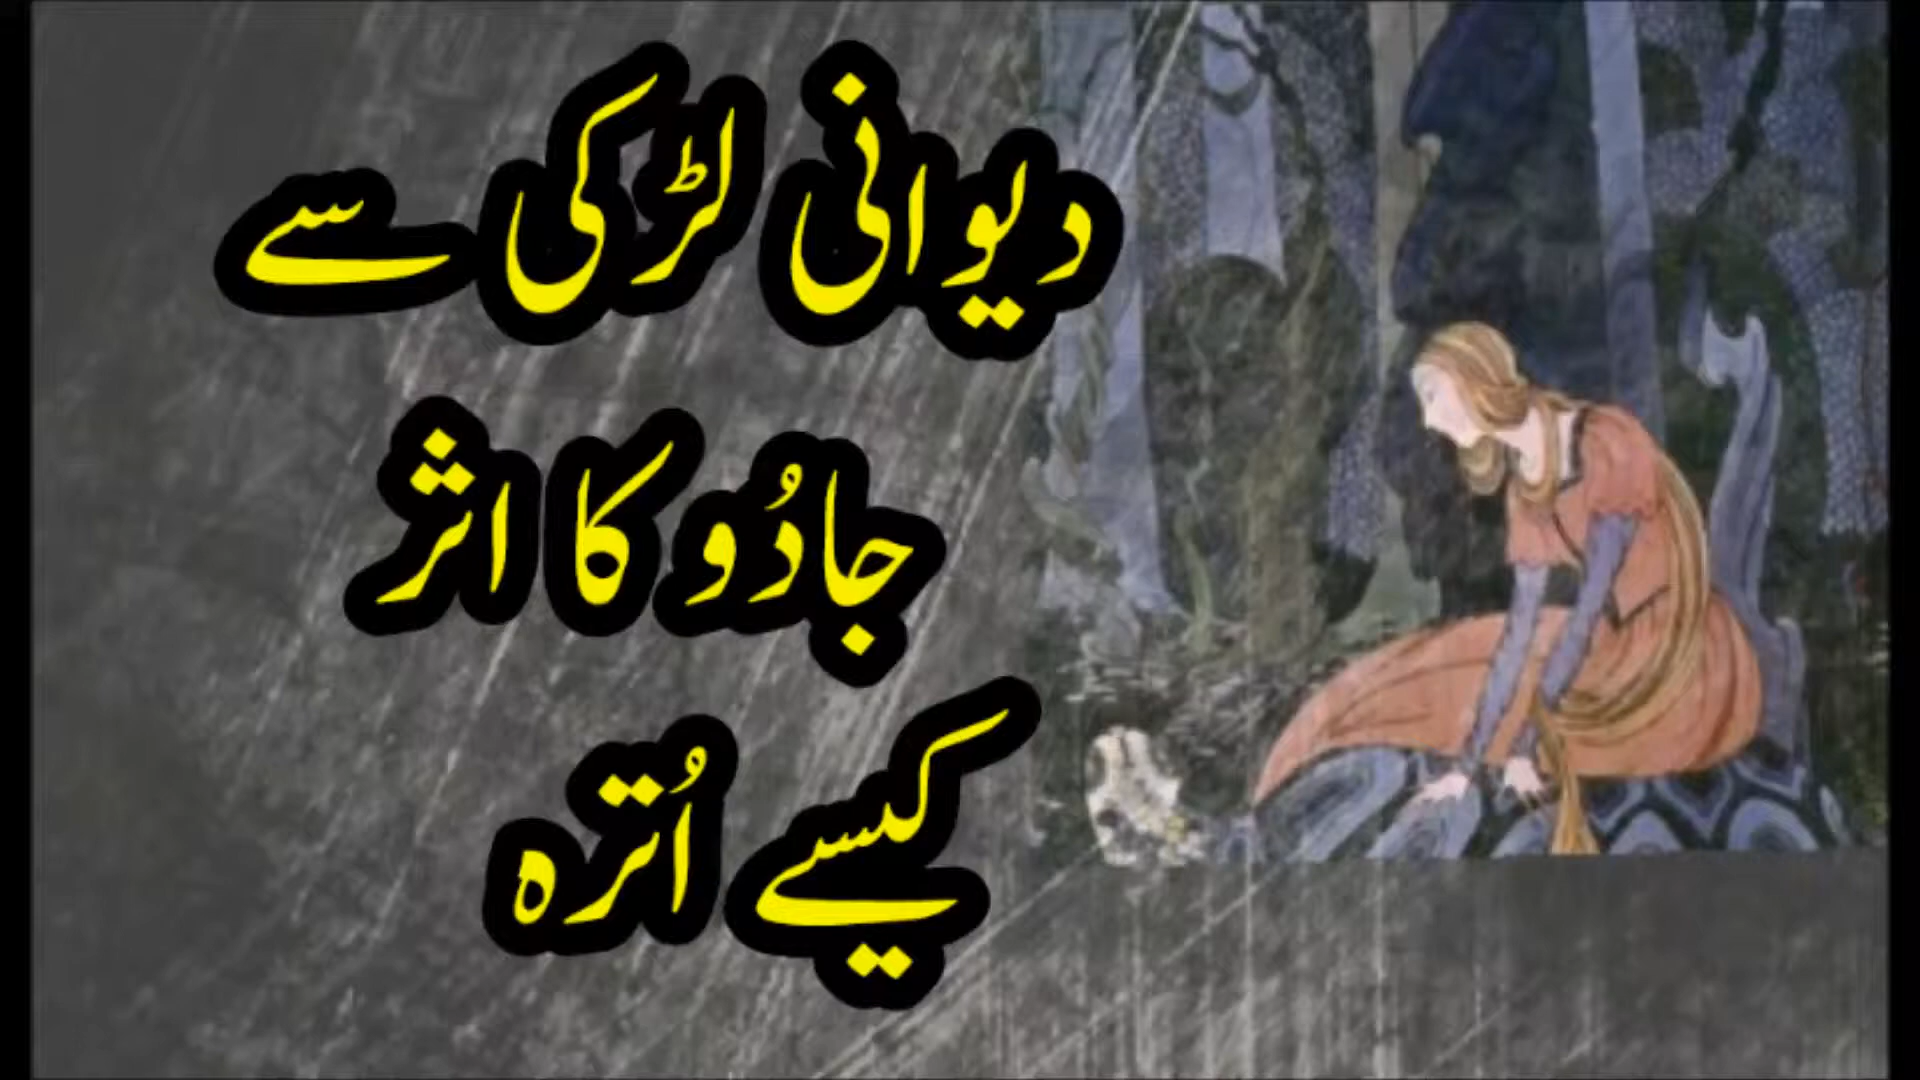 دیوانی لڑکی سے
جادُو کا اثر
کیسے اُترہ